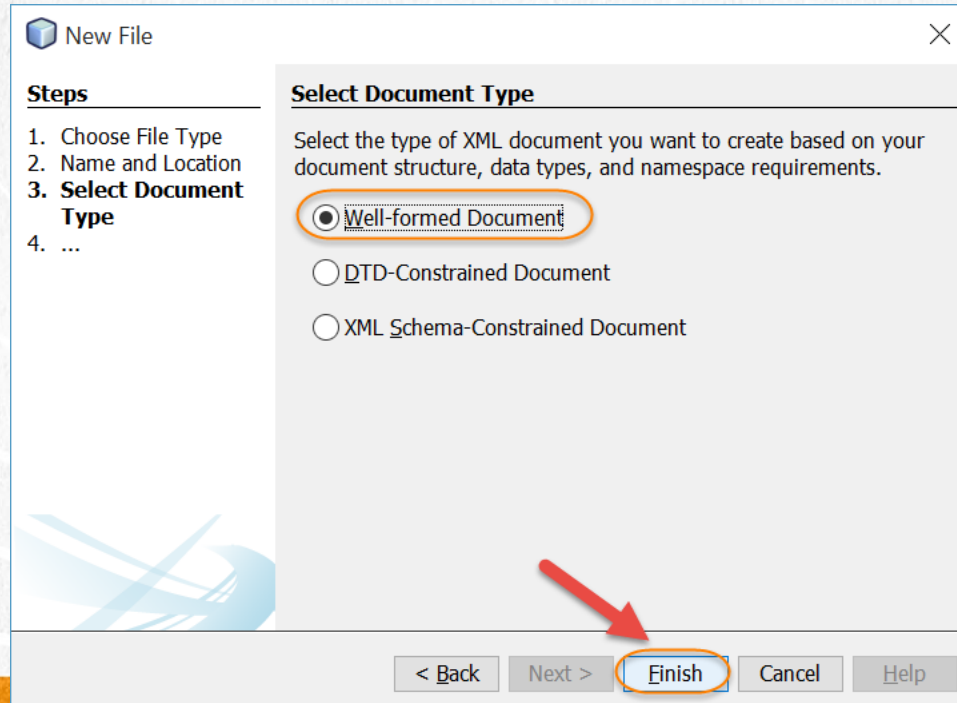 New File
Steps
1. Choose File Type
2. Name and Location
3. Select Document
Type
4. ...
Select Document Type
Select the type of XML document you want to create based on your
document structure, data types, and namespace requirements.
Well-formed Document
DTD-Constrained Document
XML Schema-Constrained Document
< Back Next > Finish Cancel Help